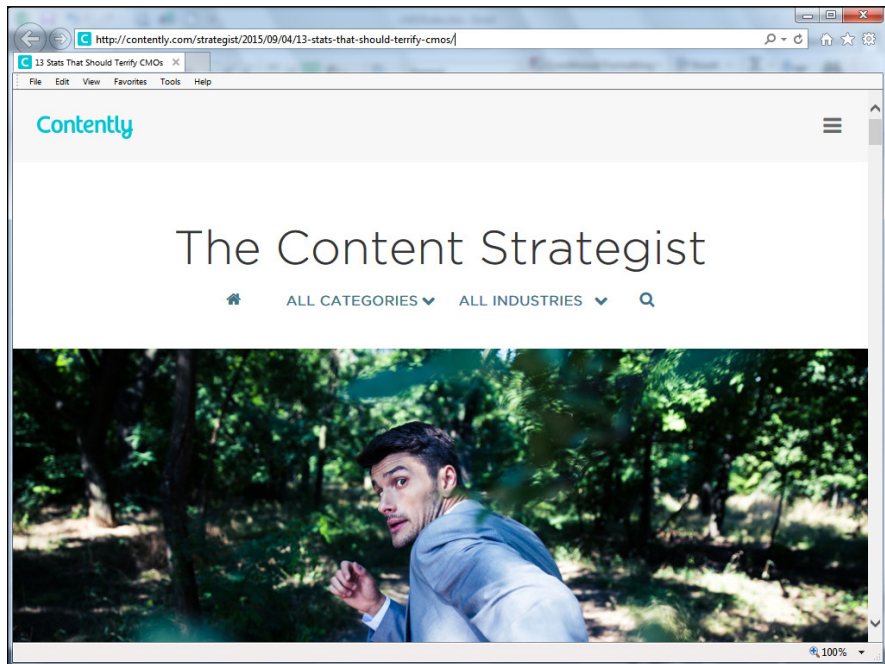 http://contently.com/strategist/2015/09/04/13-stats-that-should-terrify-cmos/
13 Stats That Should Terrify CMOs
File Edit View Favorites Tools Help
Contently
The Content Strategist
ALL CATEGORIES ALL INDUSTRIES
100%